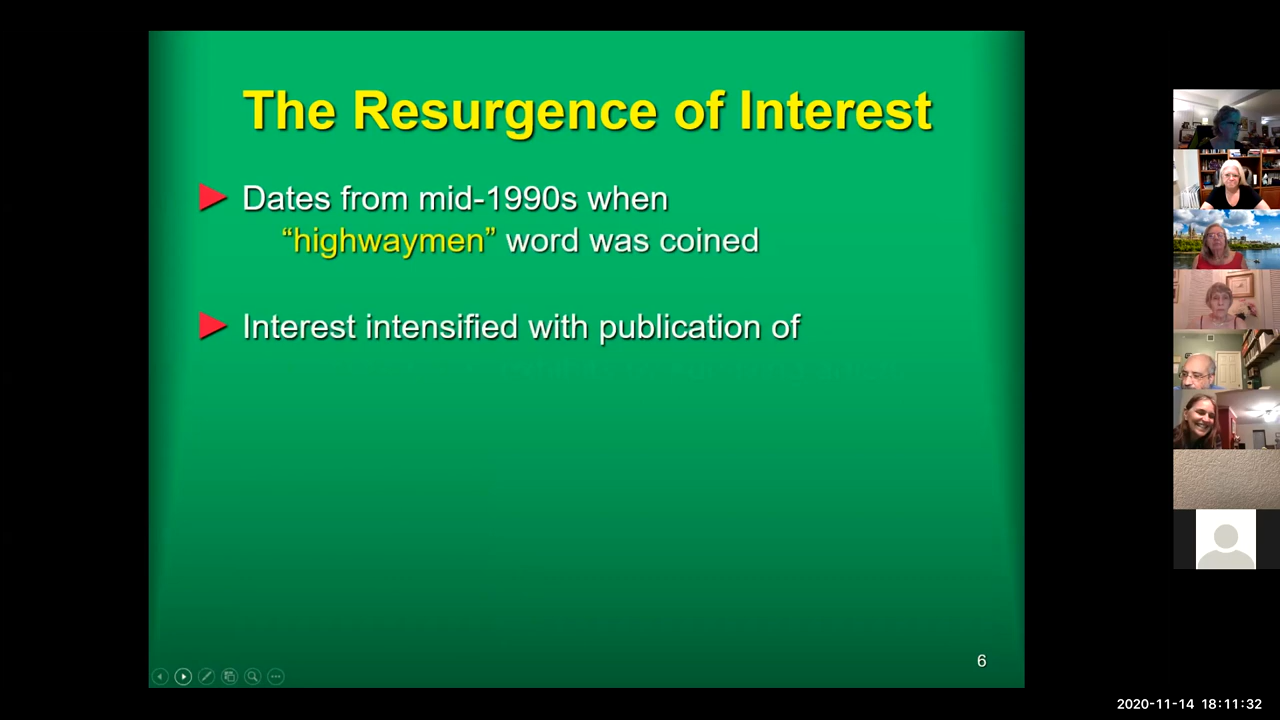 The Resurgence of Interest
► Dates from mid-1990s when
“highwaymen” word was coined
► Interest intensified with publication of
6
2020-11-14 18:11:32